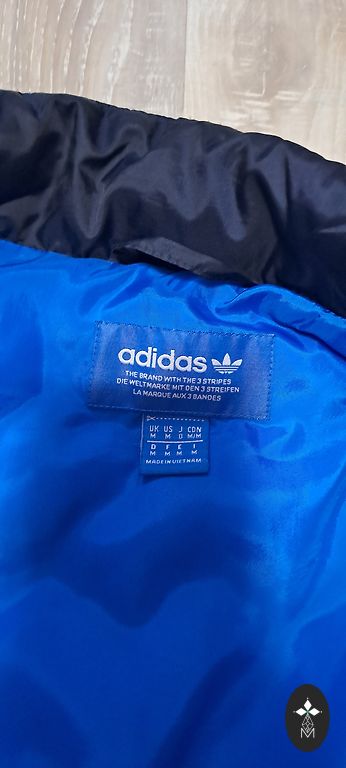 adidas
THE BRAND WITH THE 3 STRIPES
DIE WELTMARKE MIT DEN 3 STREIFEN
LA MARQUE AUX 3 BANDES
UK US J CDN
M M O M/M
D F E I
M M M M
MADE IN VIETNAM
M